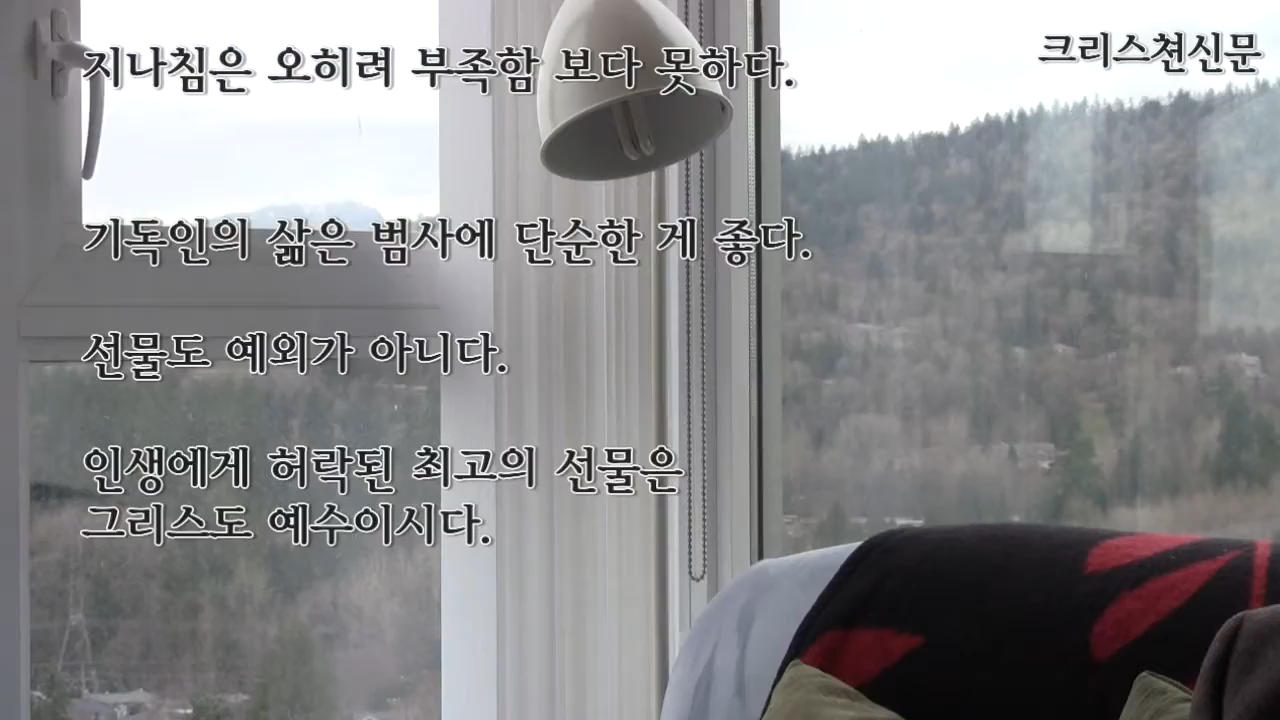 지나침은 오히려 부족함 보다 못하다.
크리스쳔신문
기독인의 삶은 범사에 단순한 게 좋다.
선물도 예외가 아니다.
인생에게 허락된 최고의 선물은
그리스도 예수이시다.